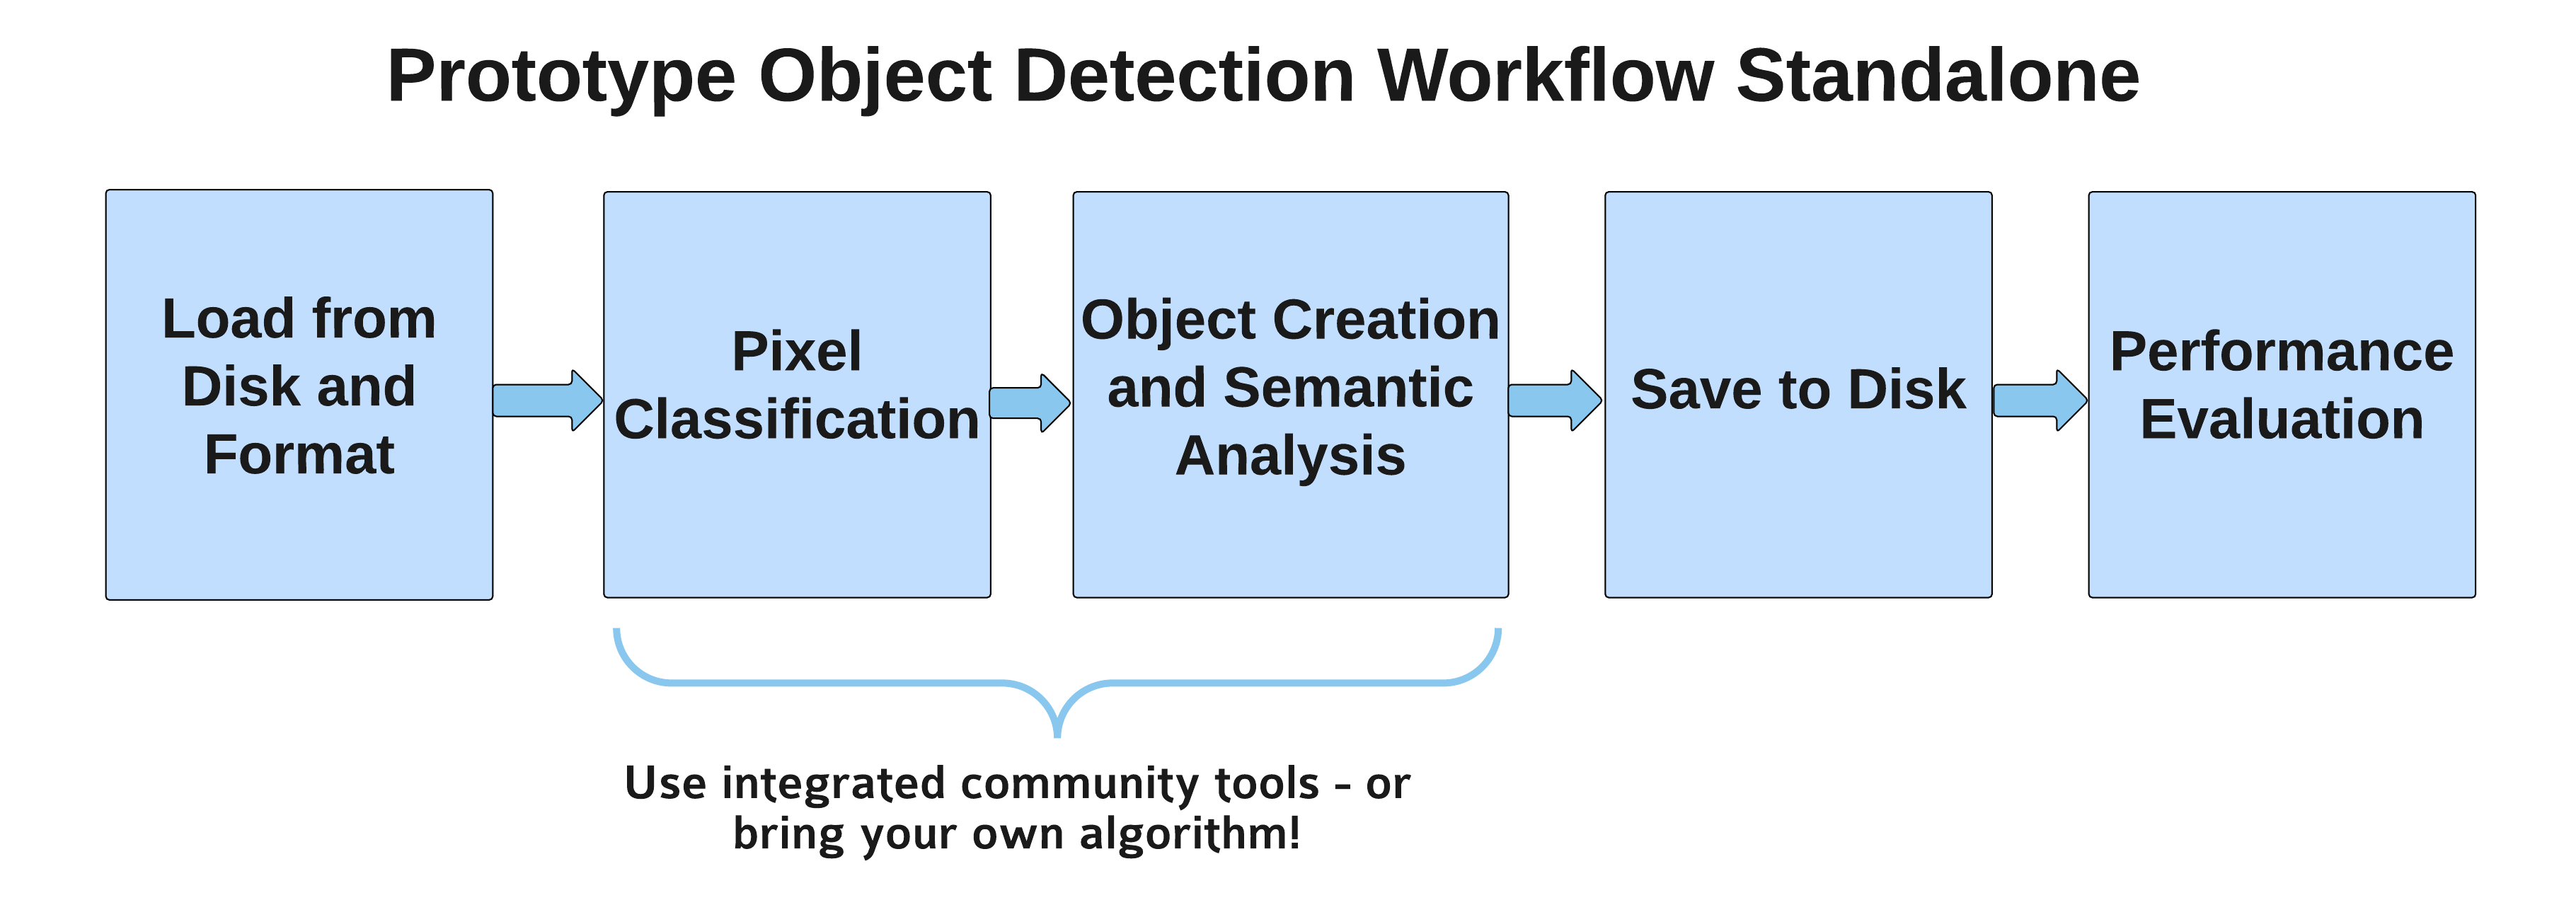 Prototype Object Detection Workflow Standalone
Load from
Disk and
Format
Pixel
Classification
Object Creation
and Semantic
Analysis
Save to Disk
Performance
Evaluation
Use integrated community tools - or
bring your own algorithm!